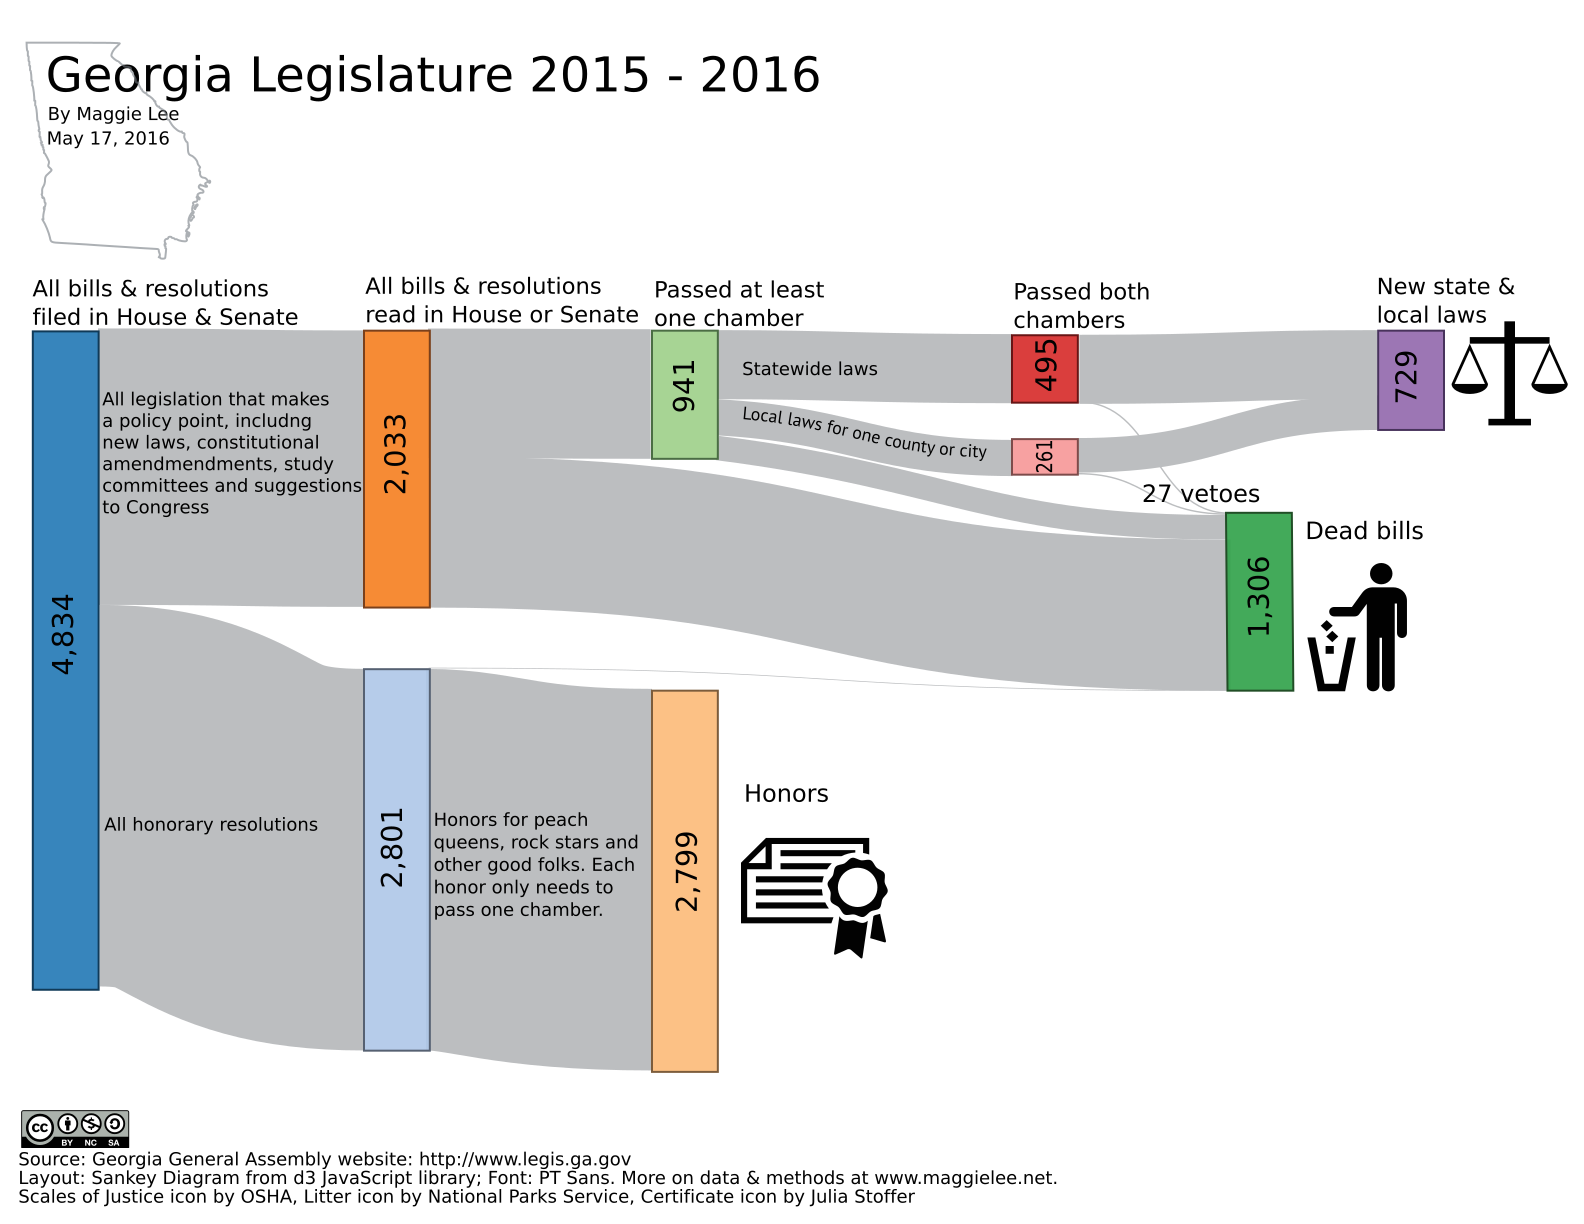 Georgia Legislature 2015 - 2016
By Maggie Lee
May 17, 2016
All bills & resolutions
filed in House & Senate
All bills & resolutions
read in House or Senate
Passed at least
one chamber
Passed both
chambers
New state &
local laws
4,834
All legislation that makes
a policy point, includng
new laws, constitutional
amendmendments, study
committees and suggestions
to Congress
2,033
941
Statewide laws
Local laws for one county or city
495
261
729
27 vetoes
1,306
Dead bills
All honorary resolutions
2,801
Honors for peach
queens, rock stars and
other good folks. Each
honor only needs to
pass one chamber.
2,799
Honors
cc
BY NC SA
Source: Georgia General Assembly website: http://www.legis.ga.gov
Layout: Sankey Diagram from d3 JavaScript library; Font: PT Sans. More on data & methods at www.maggielee.net.
Scales of Justice icon by OSHA, Litter icon by National Parks Service, Certificate icon by Julia Stoffer